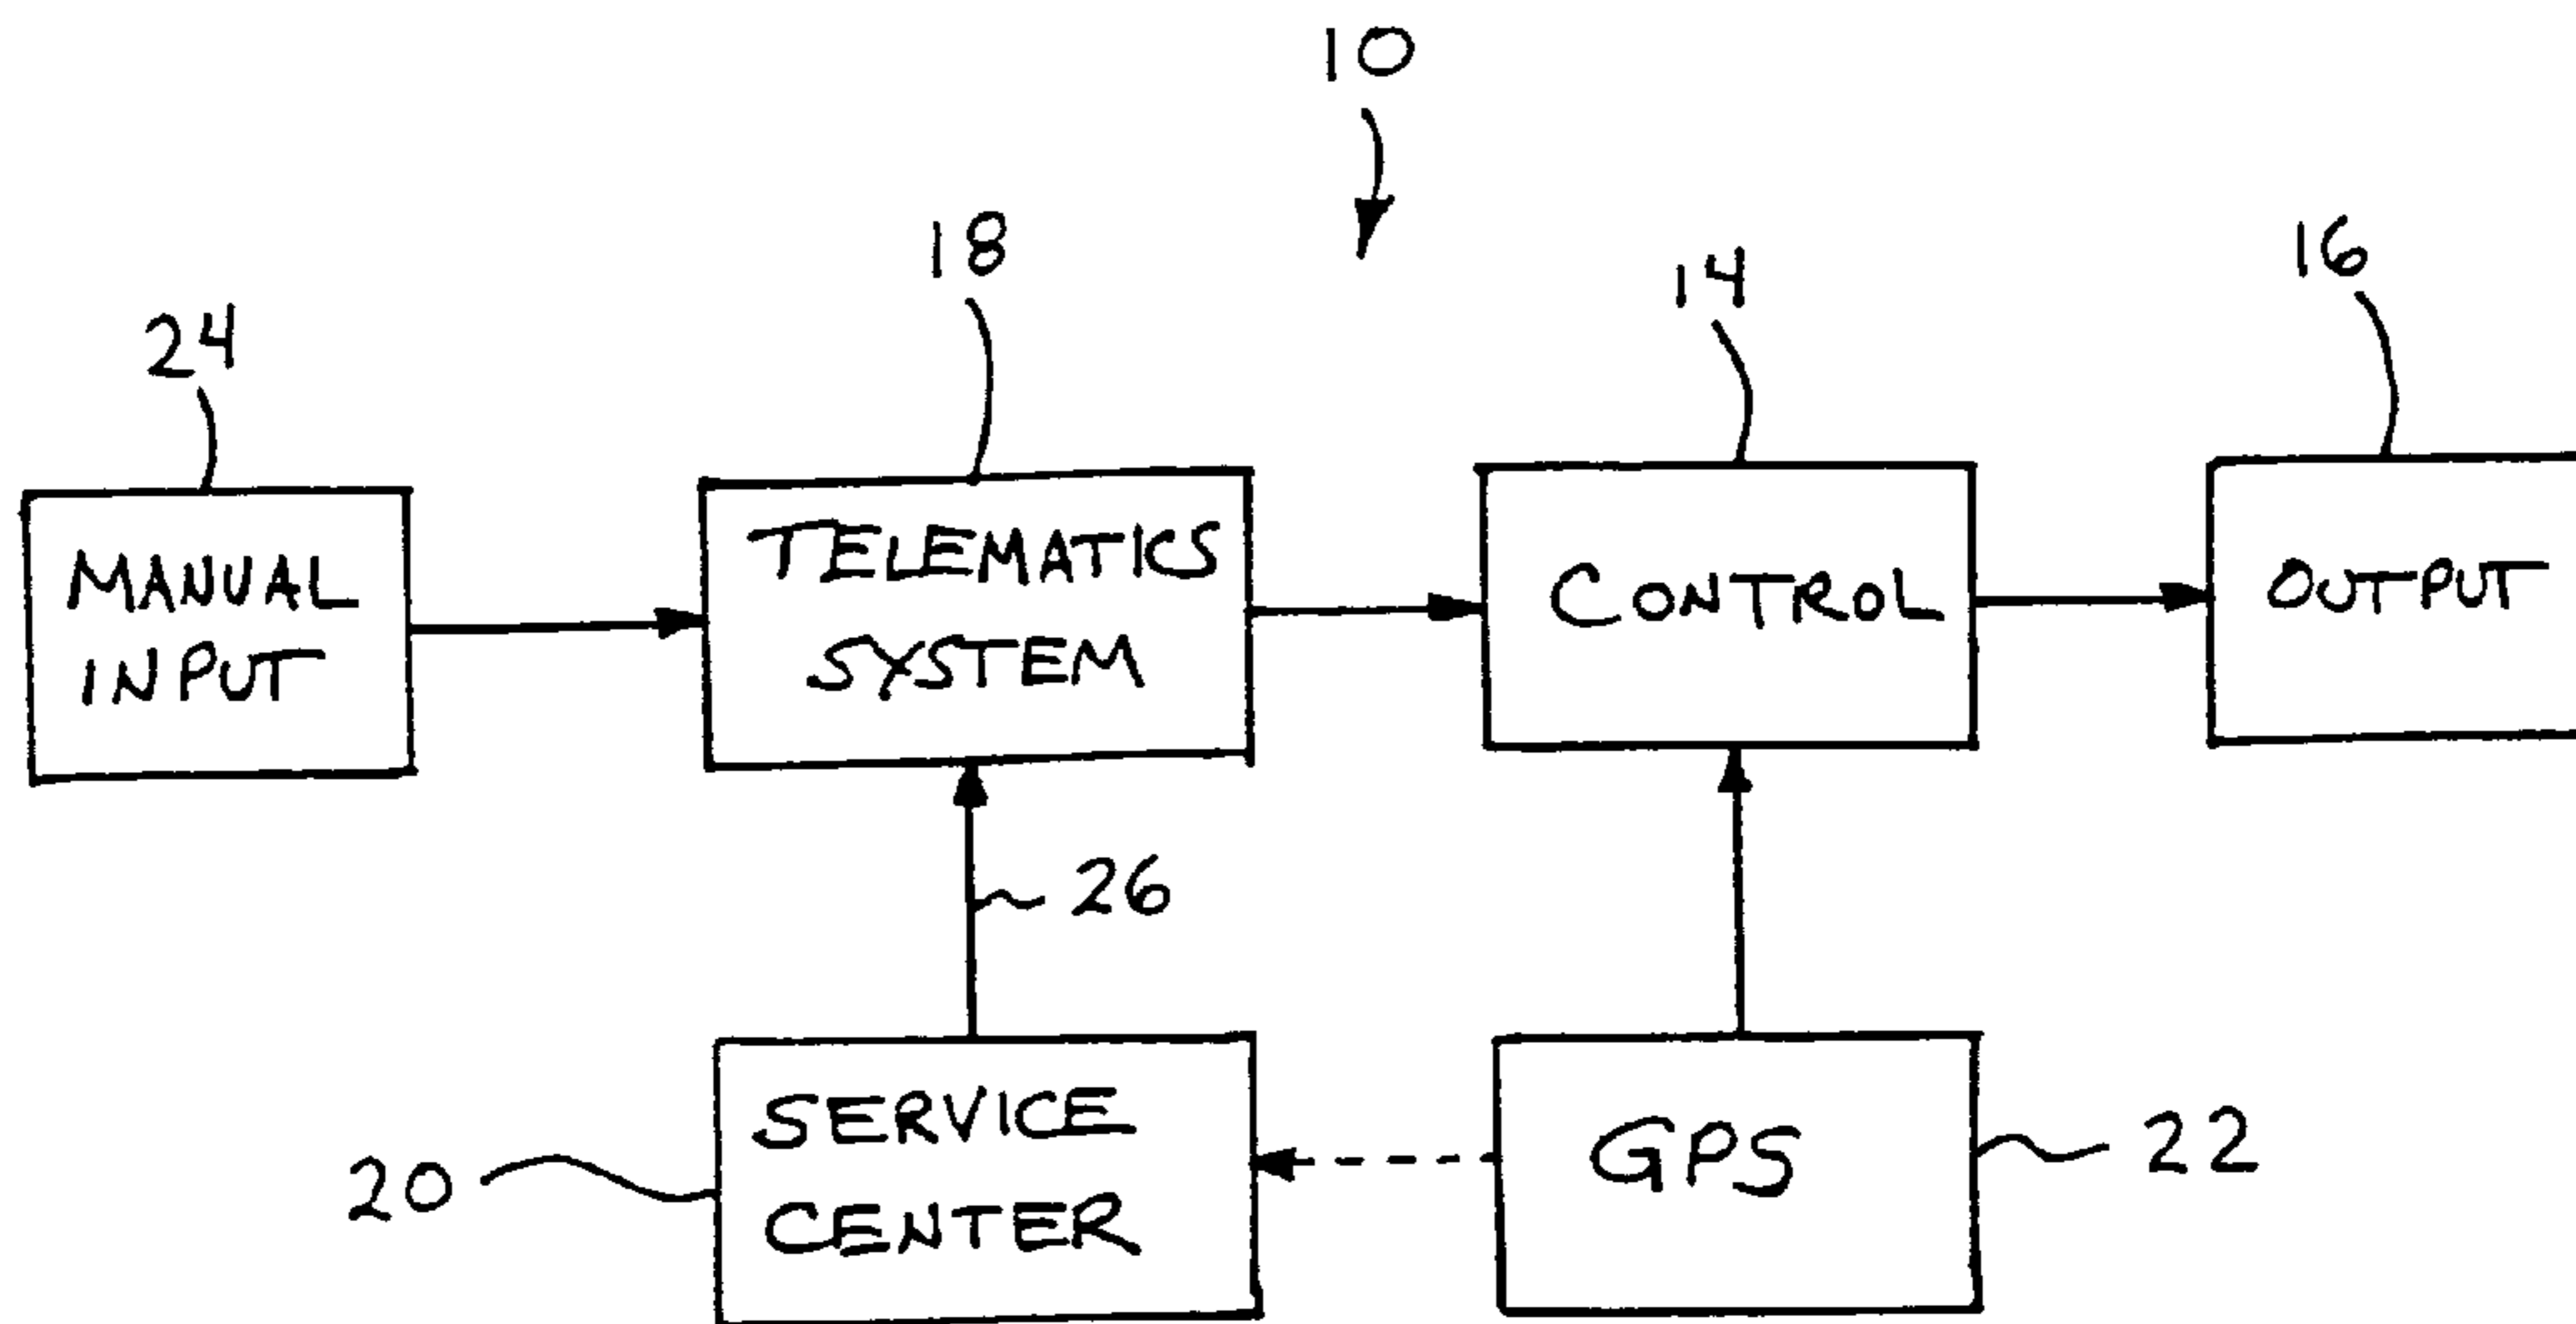 10
18
14
16
24
MANUAL
INPUT
TELEMATICS
SYSTEM
CONTROL
OUTPUT
26
SERVICE
CENTER
GPS
20
22